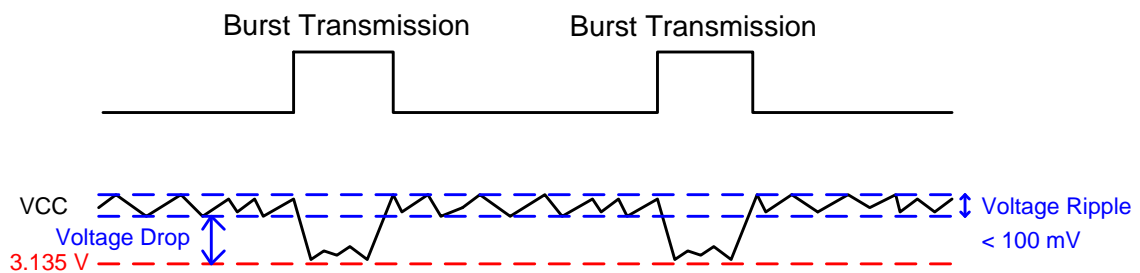 Burst Transmission
Burst Transmission
VCC
Voltage Drop
3.135 V
Voltage Ripple
< 100 mV